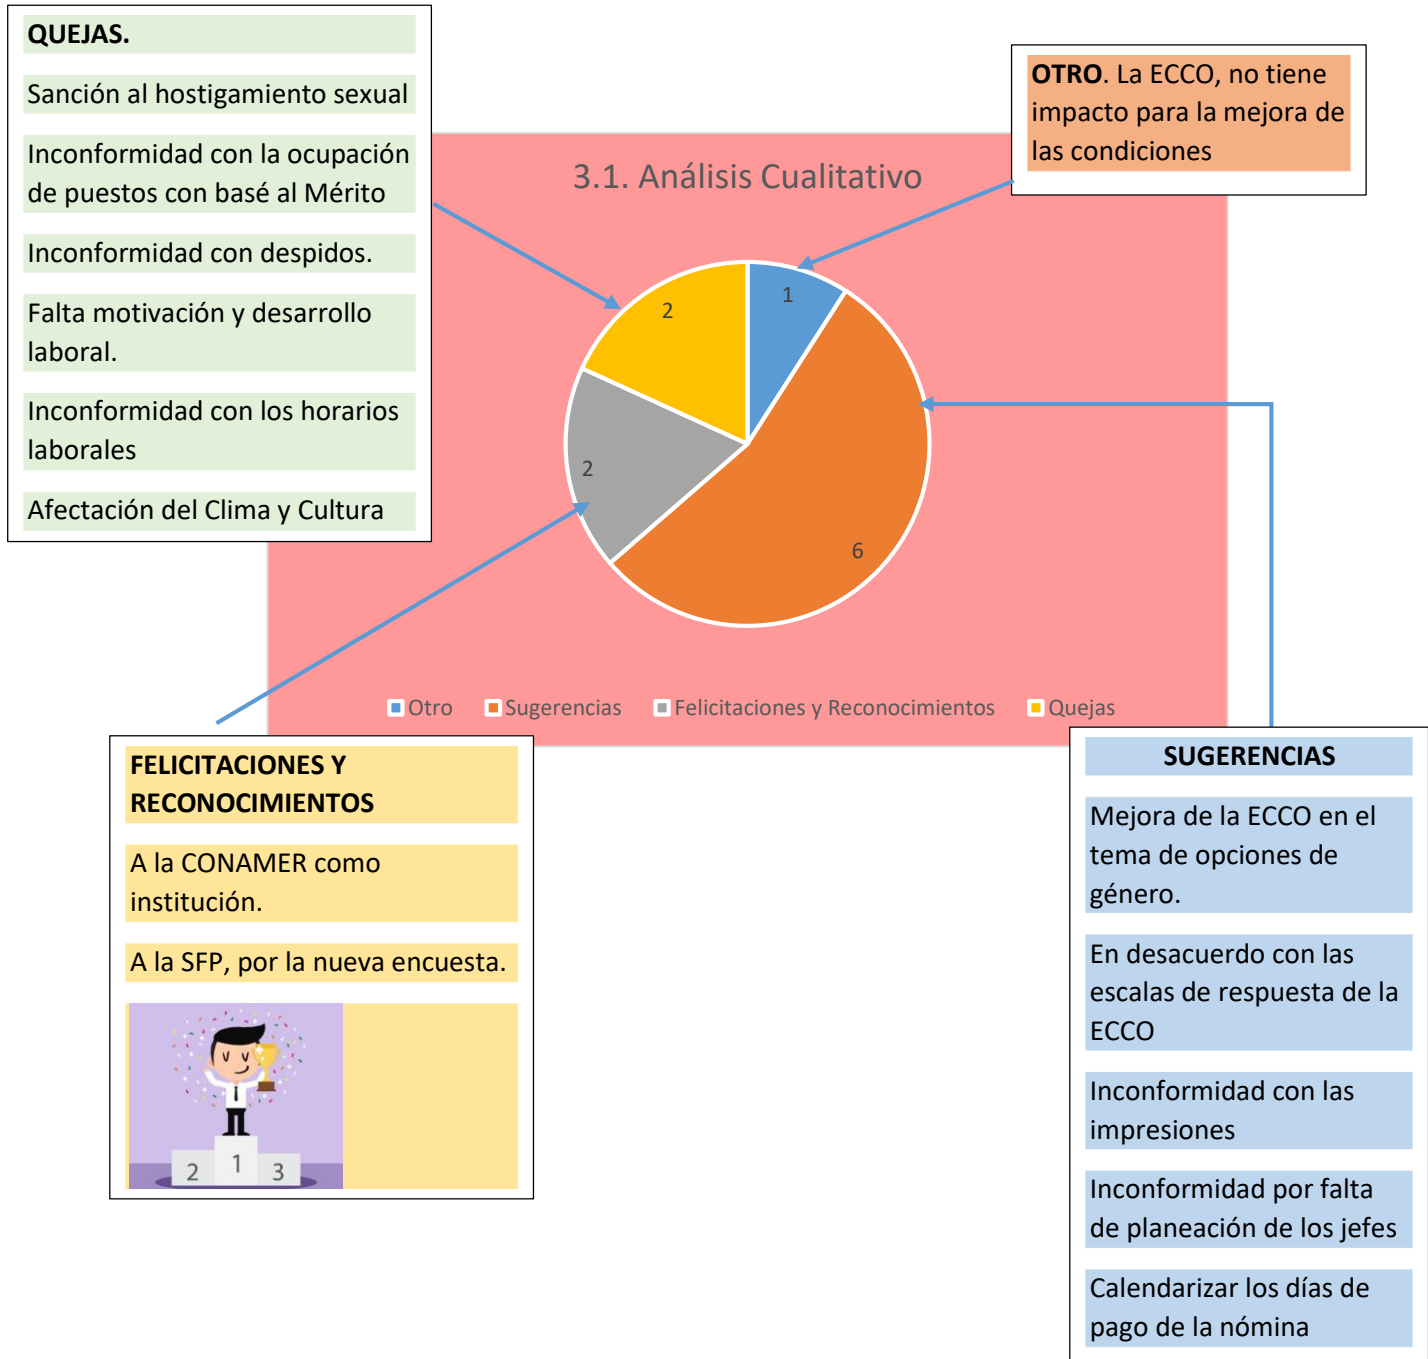 QUEJAS.
Sanción al hostigamiento sexual
Inconformidad con la ocupación
de puestos con basé al Mérito
Inconformidad con despidos.
Falta motivación y desarrollo
laboral.
Inconformidad con los horarios
laborales
Afectación del Clima y Cultura
OTRO. La ECCO, no tiene
impacto para la mejora de
las condiciones
3.1. Análisis Cualitativo
1
2
2
6
Otro Sugerencias Felicitaciones y Reconocimientos Quejas
FELICITACIONES Y
RECONOCIMIENTOS
A la CONAMER como
institución.
A la SFP, por la nueva encuesta.
2 1 3
SUGERENCIAS
Mejora de la ECCO en el
tema de opciones de
género.
En desacuerdo con las
escalas de respuesta de la
ECCO
Inconformidad con las
impresiones
Inconformidad por falta
de planeación de los jefes
Calendarizar los días de
pago de la nómina